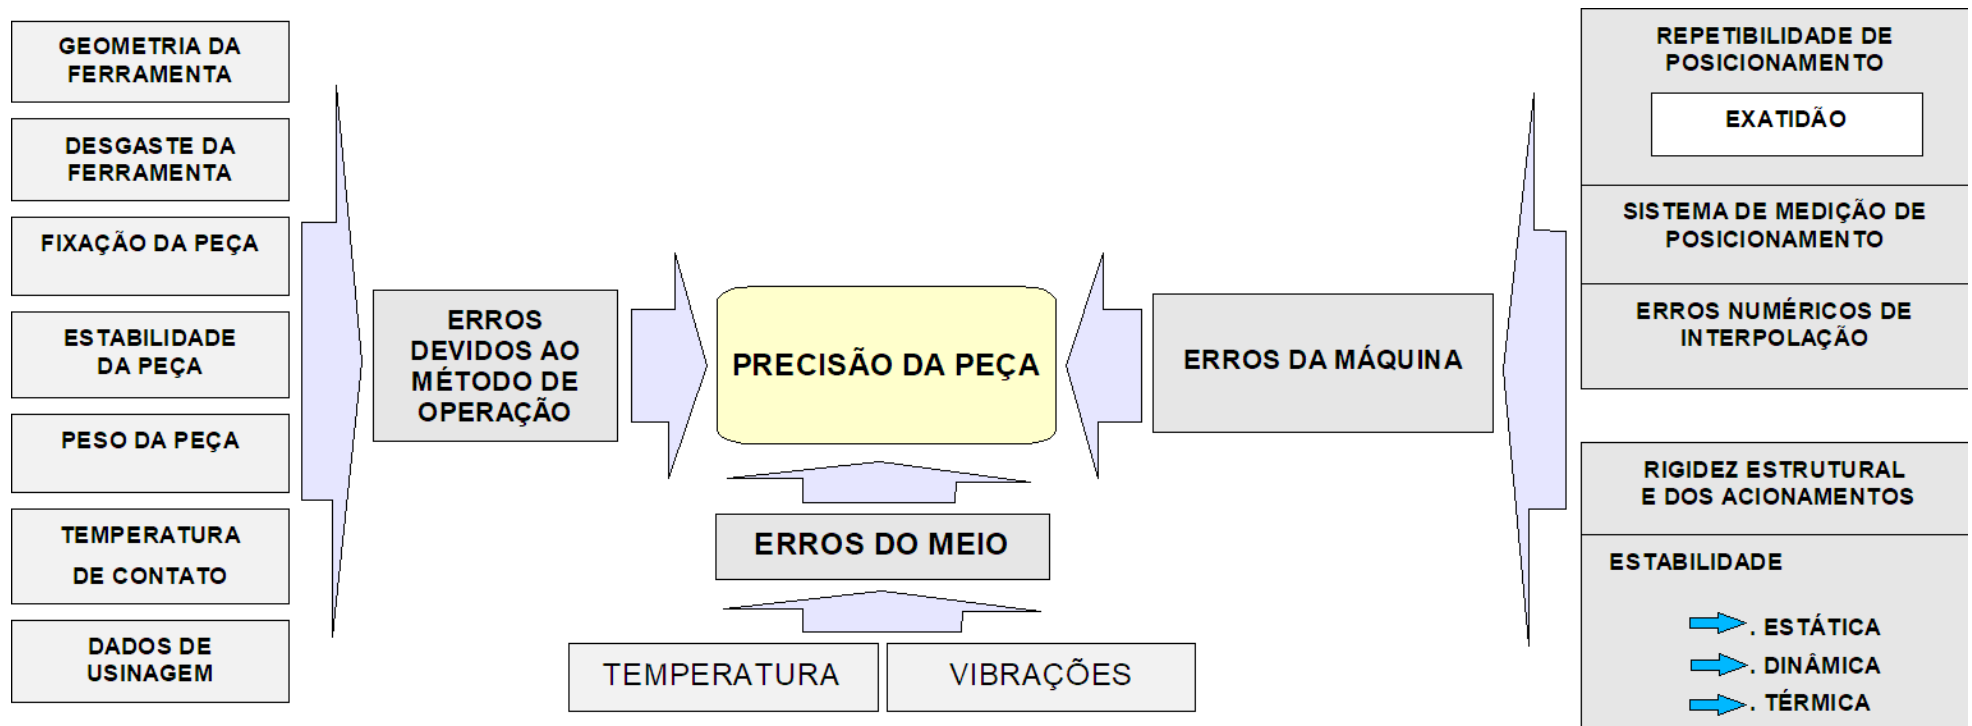 GEOMETRIA DA
FERRAMENTA
DESGASTE DA
FERRAMENTA
FIXAÇÃO DA PEÇA
ESTABILIDADE
DA PEÇA
PESO DA PEÇA
TEMPERATURA
DE CONTATO
DADOS DE
USINAGEM
ERROS
DEVIDOS AO
MÉTODO DE
OPERAÇÃO
PRECISÃO DA PEÇA
ERROS DO MEIO
TEMPERATURA
VIBRAÇÕES
ERROS DA MÁQUINA
REPETIBILIDADE DE
POSICIONAMENTO
EXATIDÃO
SISTEMA DE MEDIÇÃO DE
POSICIONAMENTO
ERROS NUMÉRICOS DE
INTERPOLAÇÃO
RIGIDEZ ESTRUTURAL
E DOS ACIONAMENTOS
ESTABILIDADE
. ESTÁTICA
. DINÂMICA
. TÉRMICA